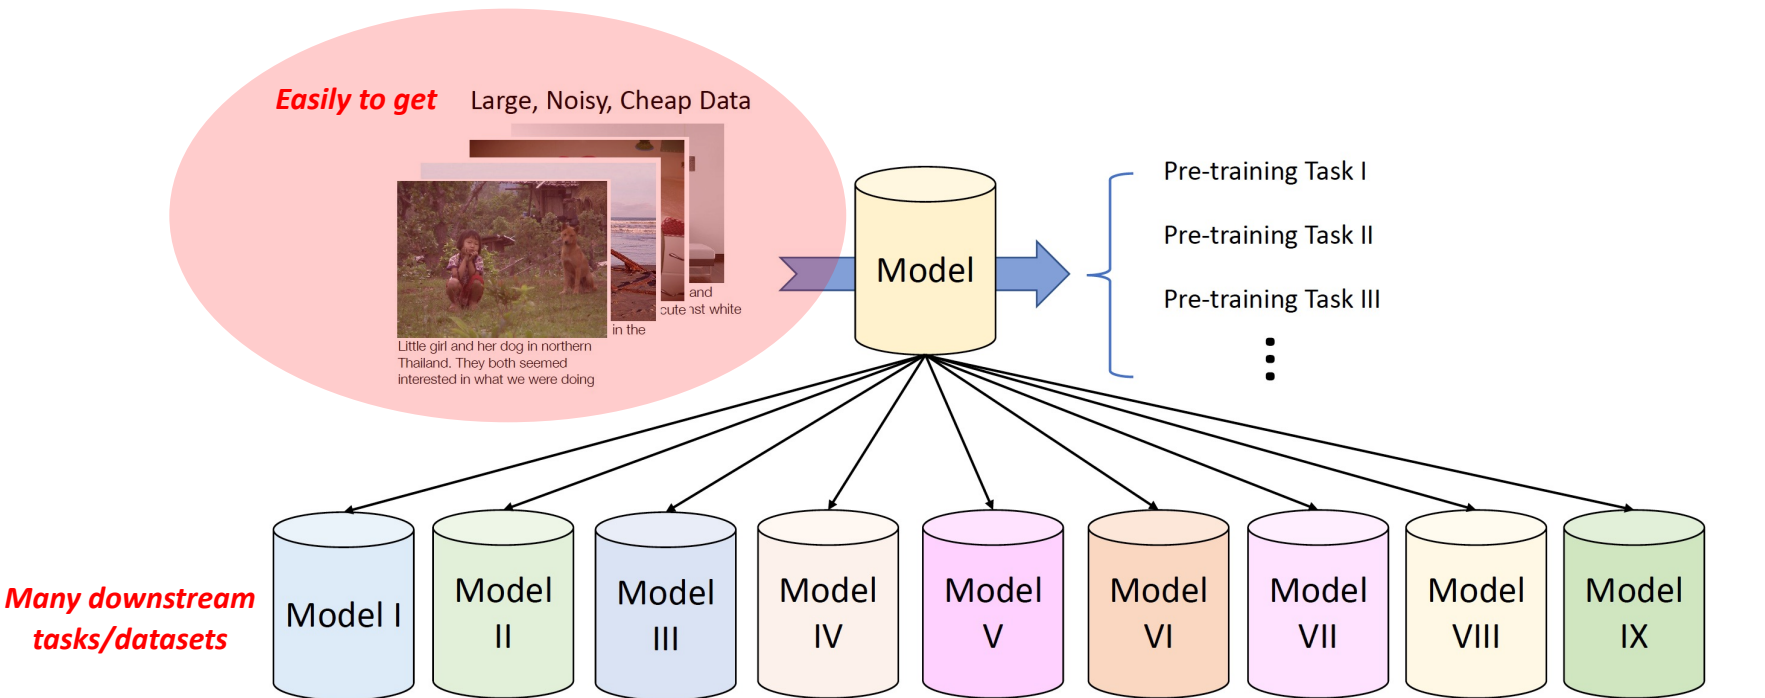 Easily to get Large, Noisy, Cheap Data
and
cute nst white
in the
Little girl and her dog in northern
Thailand. They both seemed
interested in what we were doing
Model
Pre-training Task I
Pre-training Task II
Pre-training Task III
Many downstream
tasks/datasets
Model I
Model
II
Model
III
Model
IV
Model
V
Model
VI
Model
VII
Model
VIII
Model
IX